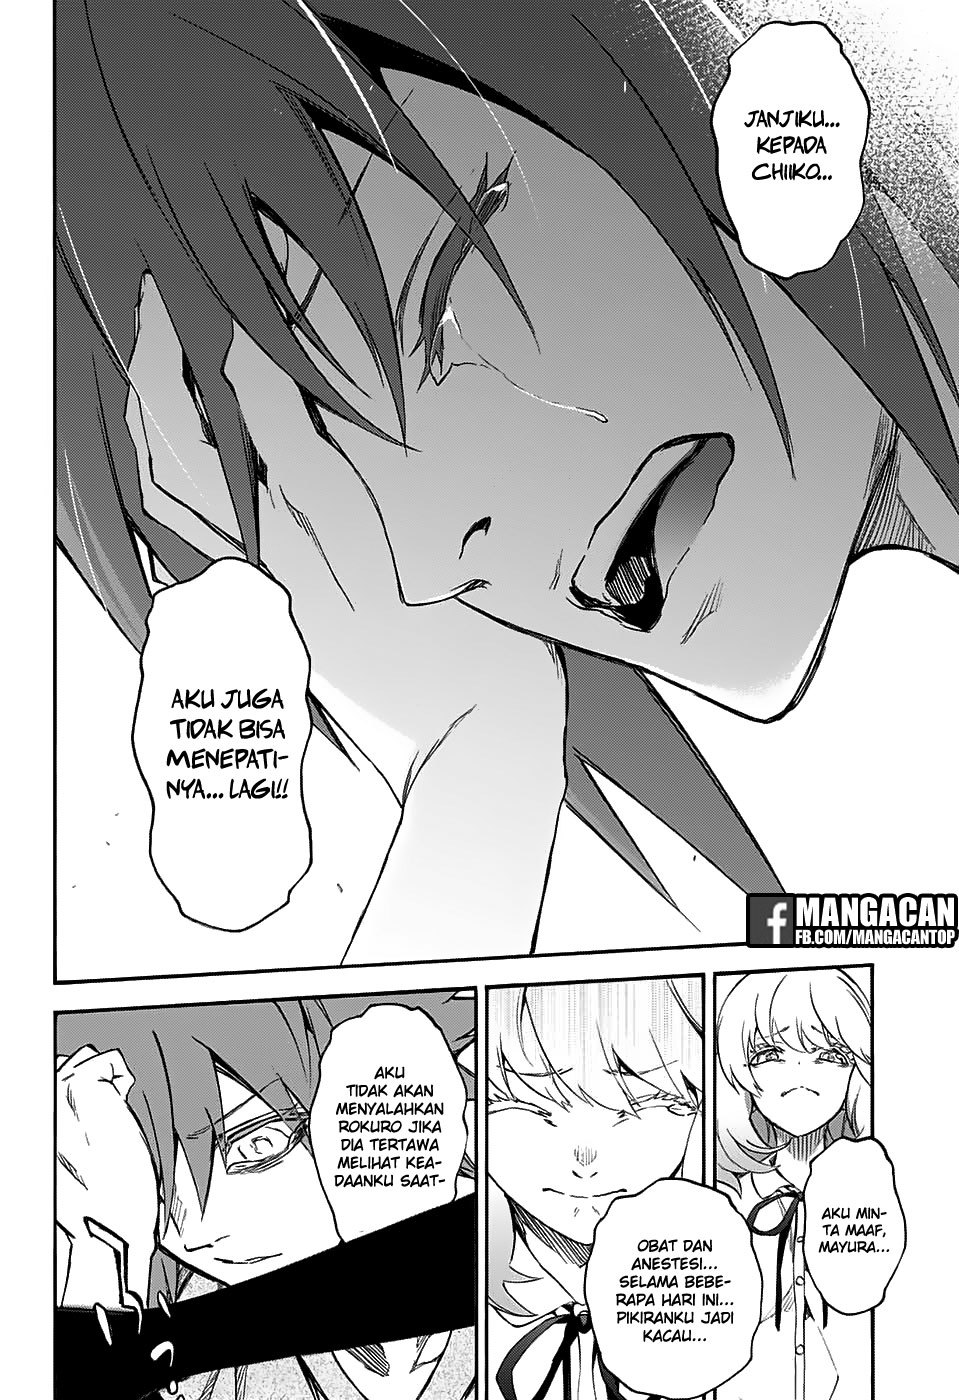 JANJIKU...
KEPADA
CHIIKO...
AKU JUGA
TIDAK BISA
MENEPATI-
NYA... LAGI!!
MANGACAN
FB.COM/MANGACANTOP
AKU MIN-
TA MAAF,
MAYURA...
OBAT DAN
ANESTESI...
SELAMA BEBE-
RAPA HARI INI...
PIKIRANKU JADI
KACAU...
AKU
TIDAK AKAN
MENYALAHKAN
ROKURO JIKA
DIA TERTAWA
MELIHAT KEA-
DAANKU SAAT-